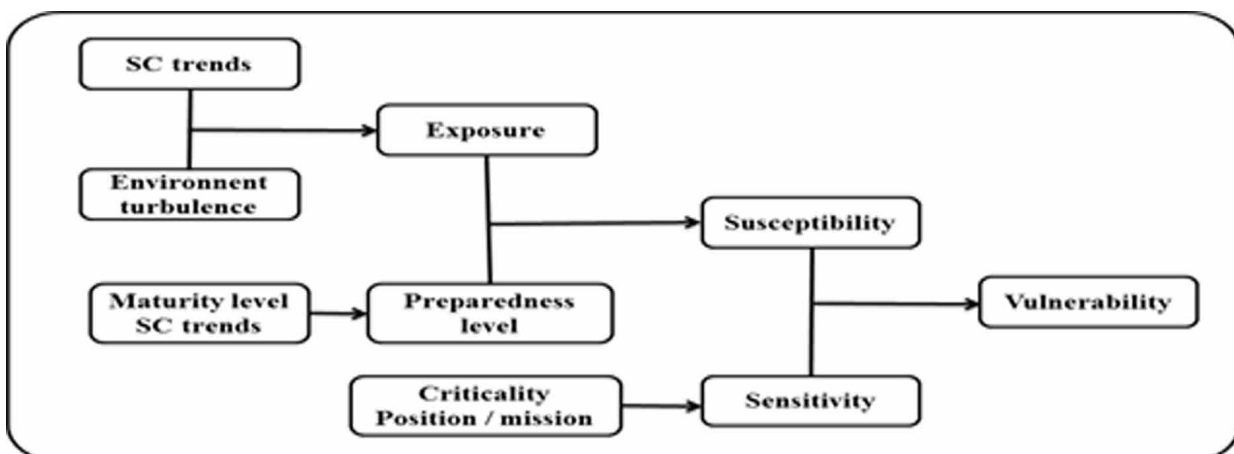 SC trends
Exposure
Environnent
turbulence
Susceptibility
Maturity level
SC trends
Preparedness
level
Vulnerability
Criticality
Position / mission
Sensitivity